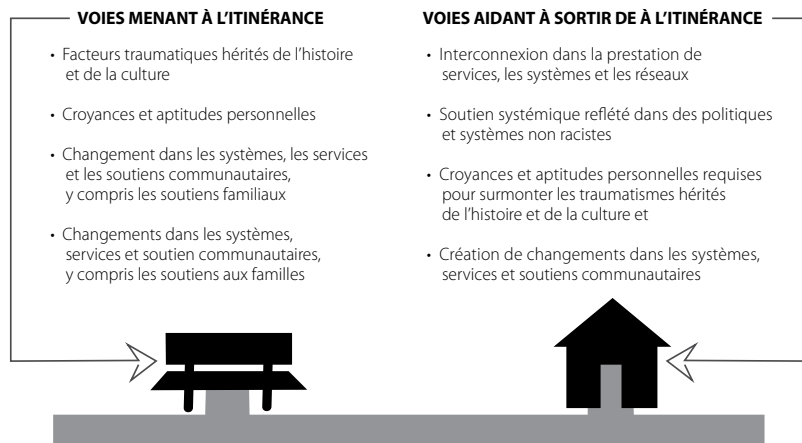 VOIES MENANT À L’ITINÉRANCE
• Facteurs traumatiques hérités de l’histoire
et de la culture
• Croyances et aptitudes personnelles
• Changement dans les systèmes, les services
et les soutiens communautaires,
y compris les soutiens familiaux
• Changements dans les systèmes,
services et soutien communautaires,
y compris les soutiens aux familles
VOIES AIDANT À SORTIR DE À L’ITINÉRANCE
• Interconnexion dans la prestation de
services, les systèmes et les réseaux
• Soutien systémique reflété dans des politiques
et systèmes non racistes
• Croyances et aptitudes personnelles requises
pour surmonter les traumatismes hérités
de l’histoire et de la culture et
• Création de changements dans les systèmes,
services et soutiens communautaires